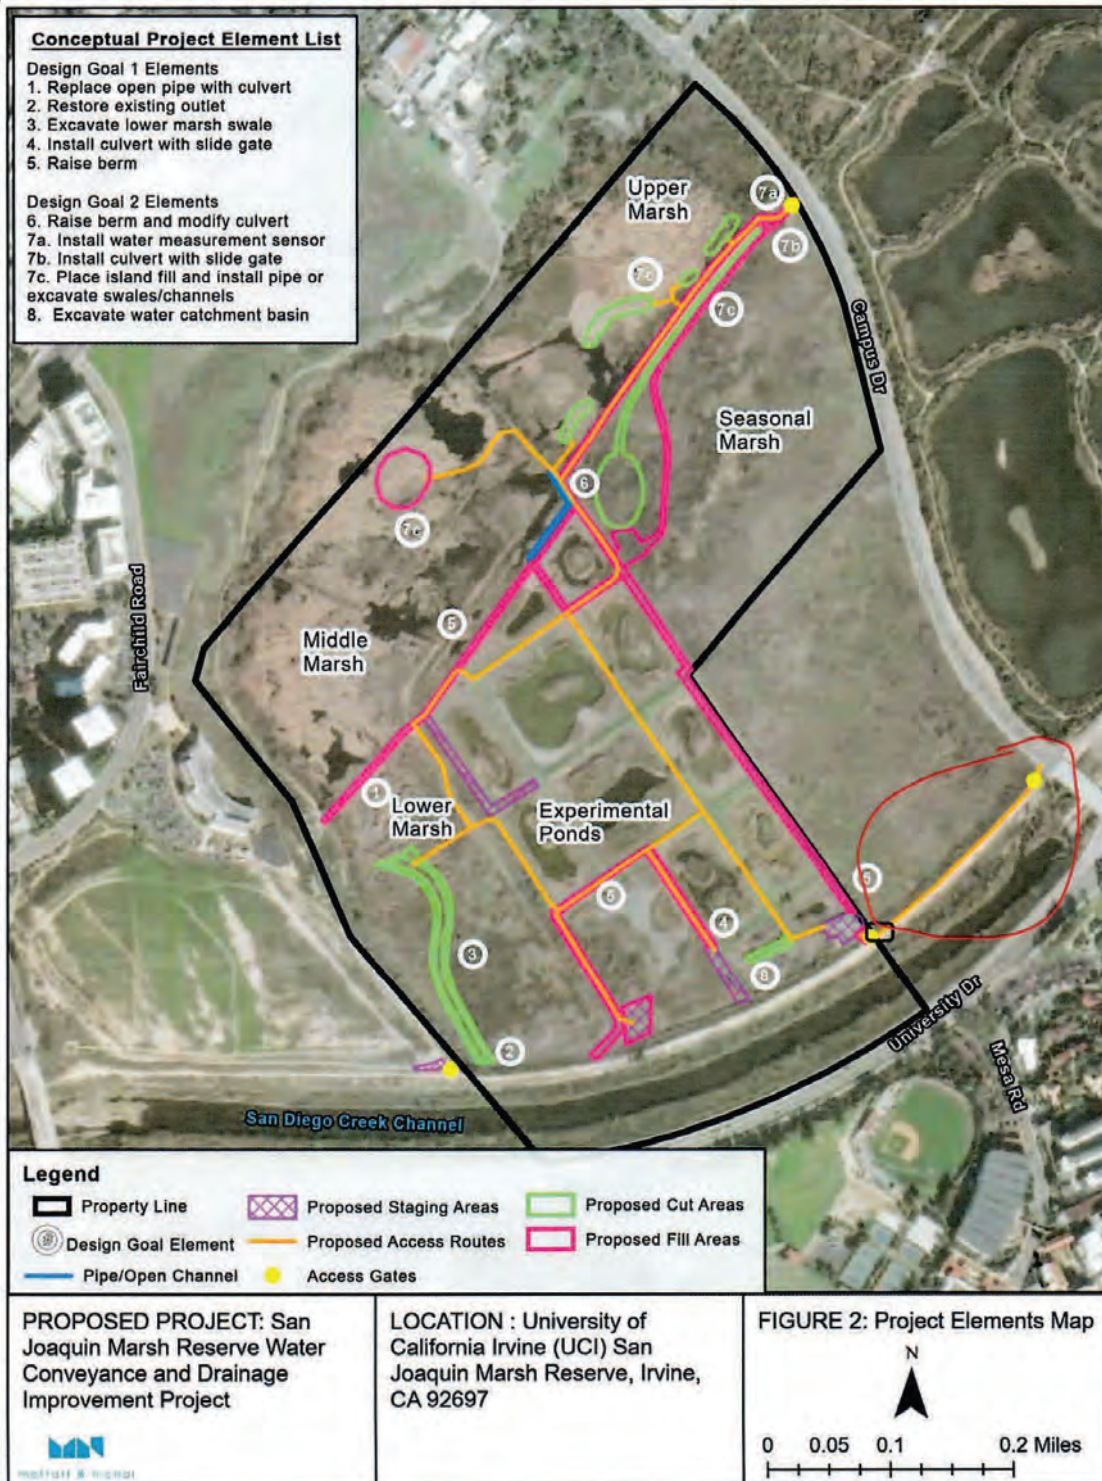 Conceptual Project Element List
Design Goal 1 Elements
1. Replace open pipe with culvert
2. Restore existing outlet
3. Excavate lower marsh swale
4. Install culvert with slide gate
5. Raise berm
Design Goal 2 Elements
6. Raise berm and modify culvert
7a. Install water measurement sensor
7b. Install culvert with slide gate
7c. Place island fill and install pipe or
excavate swales/channels
8. Excavate water catchment basin
Upper
Marsh
7a
7b
7c
7c
Campus Dr
Seasonal
Marsh
6
7c
Fairchild Road
5
Middle
Marsh
1
Lower
Marsh
Experimental
Ponds
5
5
4
3
8
2
University Dr
Mesa Rd
San Diego Creek Channel
Legend
Property Line
Proposed Staging Areas
Proposed Cut Areas
Design Goal Element
Proposed Access Routes
Proposed Fill Areas
Pipe/Open Channel
Access Gates
PROPOSED PROJECT: San
Joaquin Marsh Reserve Water
Conveyance and Drainage
Improvement Project
moffatt & nichol
LOCATION : University of
California Irvine (UCI) San
Joaquin Marsh Reserve, Irvine,
CA 92697
FIGURE 2: Project Elements Map
N
0 0.05 0.1 0.2 Miles